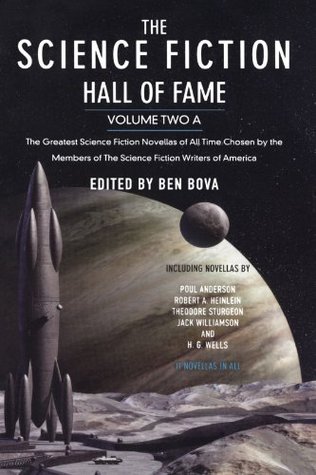 THE
SCIENCE FICTION
HALL OF FAME
VOLUME TWO A
The Greatest Science Fiction Novellas of All Time Chosen by the
Members of The Science Fiction Writers of America
EDITED BY BEN BOVA
INCLUDING NOVELLAS BY
POUL ANDERSON
ROBERT A. HEINLEIN
THEODORE STURGEON
JACK WILLIAMSON
AND
H. G. WELLS
11 NOVELLAS IN ALL